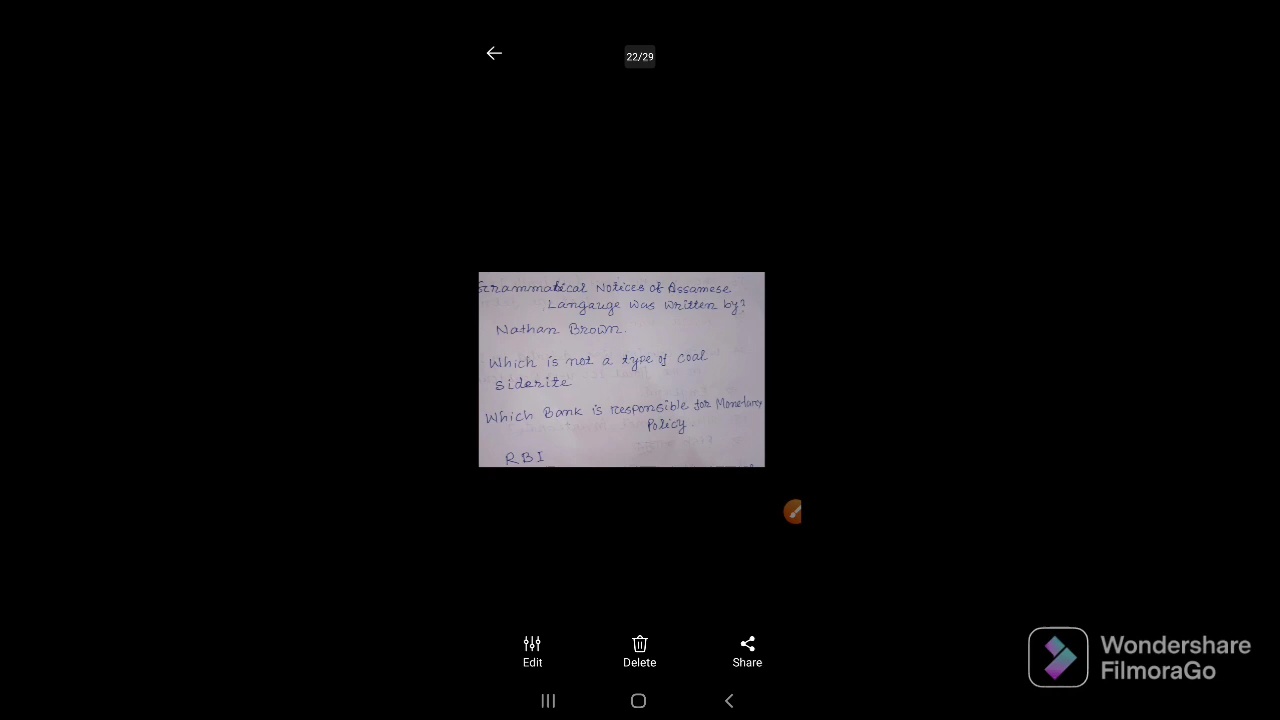 22/29
Grammatical Notices of Assamese
Langauge was written by?
Nathan Brown.
Which is not a type of coal
siderite
Which Bank is responsible for Monetary
Policy
RBI
Edit
Delete
Share
Wondershare
FilmoraGo